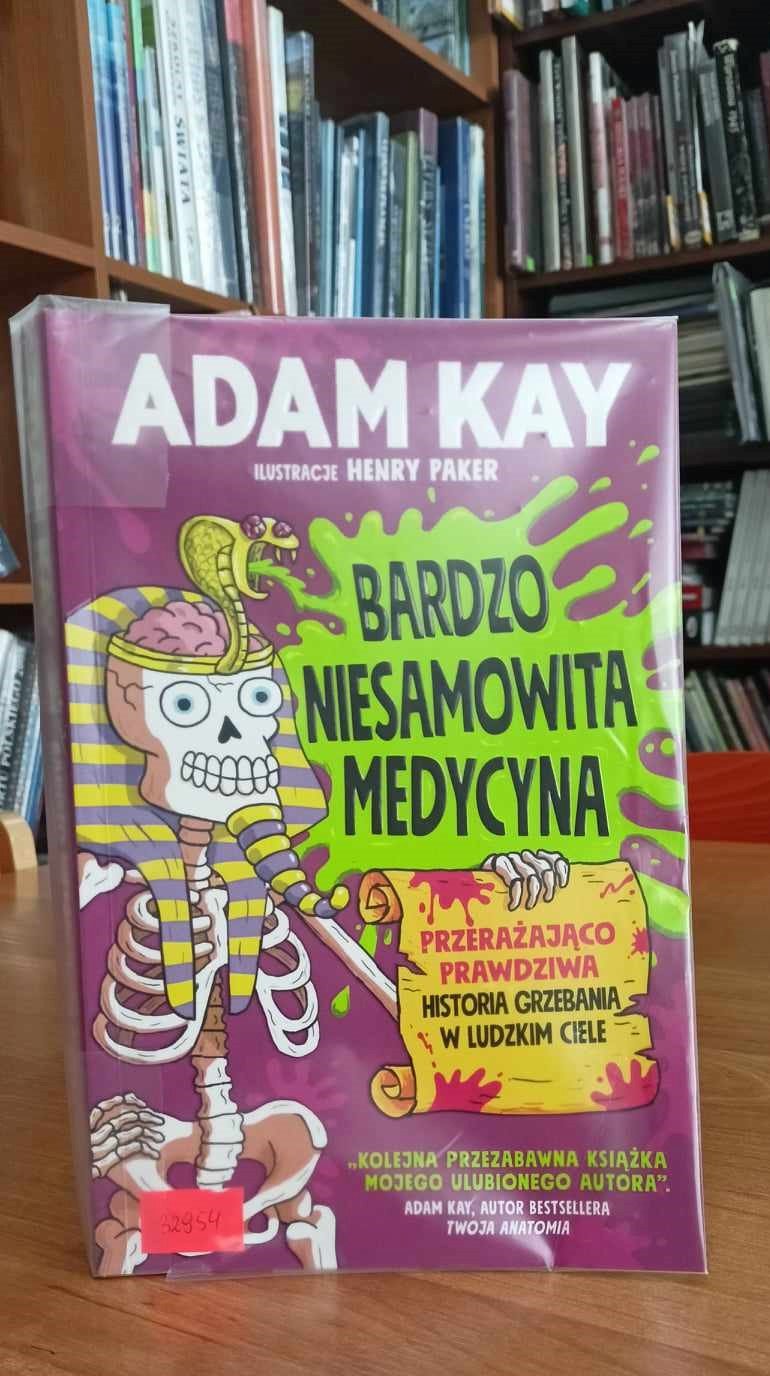 ADAM KAY
ILUSTRACJE HENRY PAKER
BARDZO
NIESAMOWITA
MEDYCYNA
PRZERAŻAJĄCO
PRAWDZIWA
HISTORIA GRZEBANIA
W LUDZKIM CIELE
„KOLEJNA PRZEZABAWNA KSIĄŻKA
MOJEGO ULUBIONEGO AUTORA”.
ADAM KAY, AUTOR BESTSELLERA
TWOJA ANATOMIA
32954
ŚWIATA